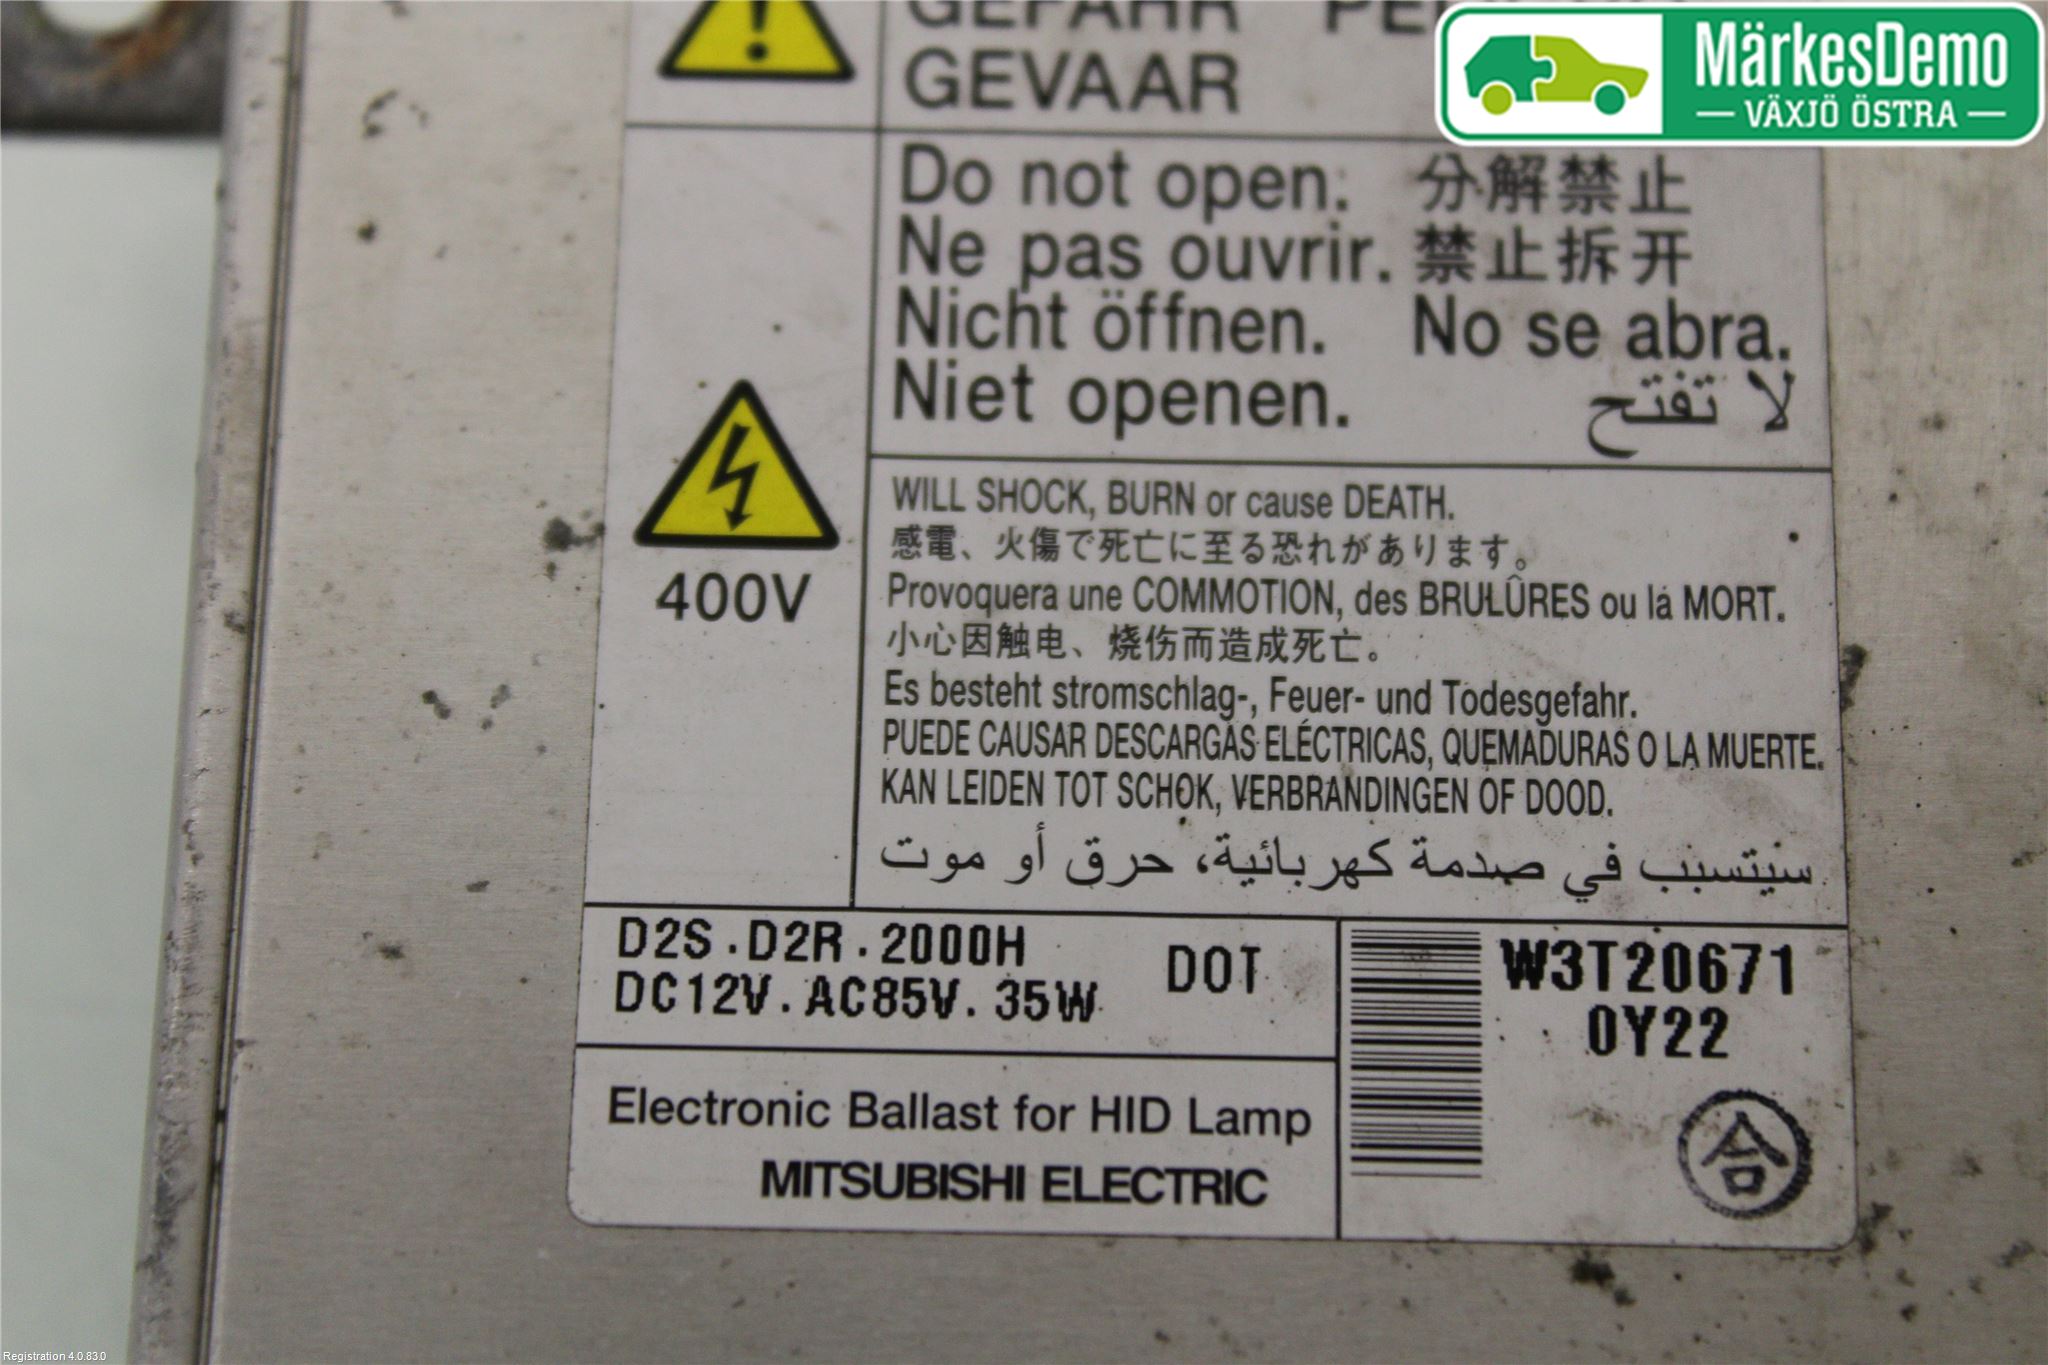 MärkesDemo
VÄXJÖ ÖSTRA
GEFAHR
GEVAAR
Do not open. 分解禁止
Ne pas ouvrir. 禁止拆开
Nicht öffnen. No se abra.
Niet openen. لا تفتح
400V
WILL SHOCK, BURN or cause DEATH.
感電、火傷で死亡に至る恐れがあります。
Provoquera une COMMOTION, des BRULÛRES ou la MORT.
小心因触电、烧伤而造成死亡。
Es besteht stromschlag-, Feuer- und Todesgefahr.
PUEDE CAUSAR DESCARGAS ELÉCTRICAS, QUEMADURAS O LA MUERTE.
KAN LEIDEN TOT SCHOK, VERBRANDINGEN OF DOOD.
سيتسبب في صدمة كهربائية، حرق أو موت
D2S.D2R.2000H
DC12V.AC85V.35W
DOT
W3T20671
0Y22
合
Electronic Ballast for HID Lamp
MITSUBISHI ELECTRIC
Registration 4.0.83.0